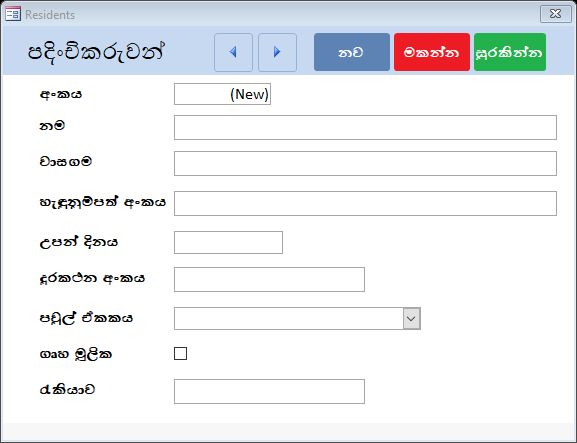 Residents
පදිංචිකරුවන්
නව
මකන්න
සුරකින්න
අංකය
(New)
නම
වාසගම
හැඳුනුම්පත් අංකය
උපන් දිනය
දුරකථන අංකය
පවුල් ඒකකය
ගෘහ මූලික
රැකියාව